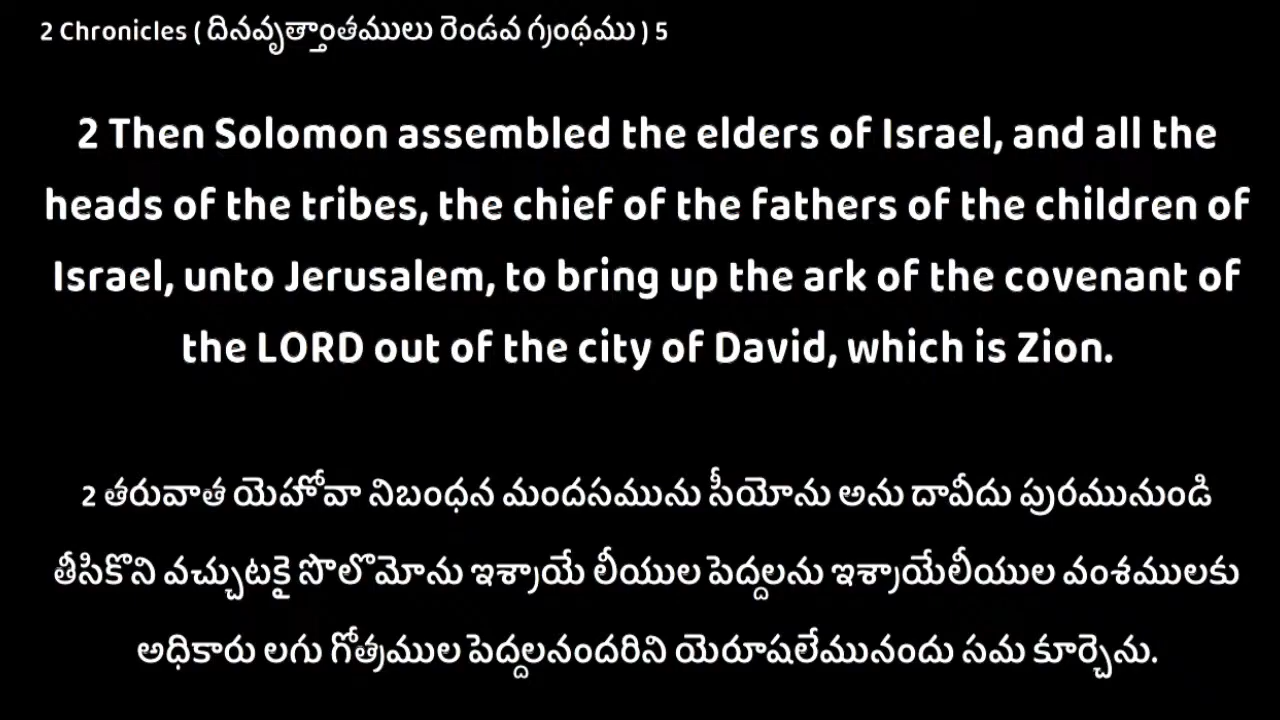 2 Chronicles ( దినవృత్తాంతములు రెండవ గ్రంథము ) 5
2 Then Solomon assembled the elders of Israel, and all the
heads of the tribes, the chief of the fathers of the children of
Israel, unto Jerusalem, to bring up the ark of the covenant of
the LORD out of the city of David, which is Zion.
2 తరువాత యెహోవా నిబంధన మందసమును సీయోను అను దావీదు పురమునుండి
తీసికొని వచ్చుటకై సొలొమోను ఇశ్రాయే లీయుల పెద్దలను ఇశ్రాయేలీయుల వంశములకు
అధికారు లగు గోత్రముల పెద్దలనందరిని యెరూషలేమునందు సమ కూర్చెను.